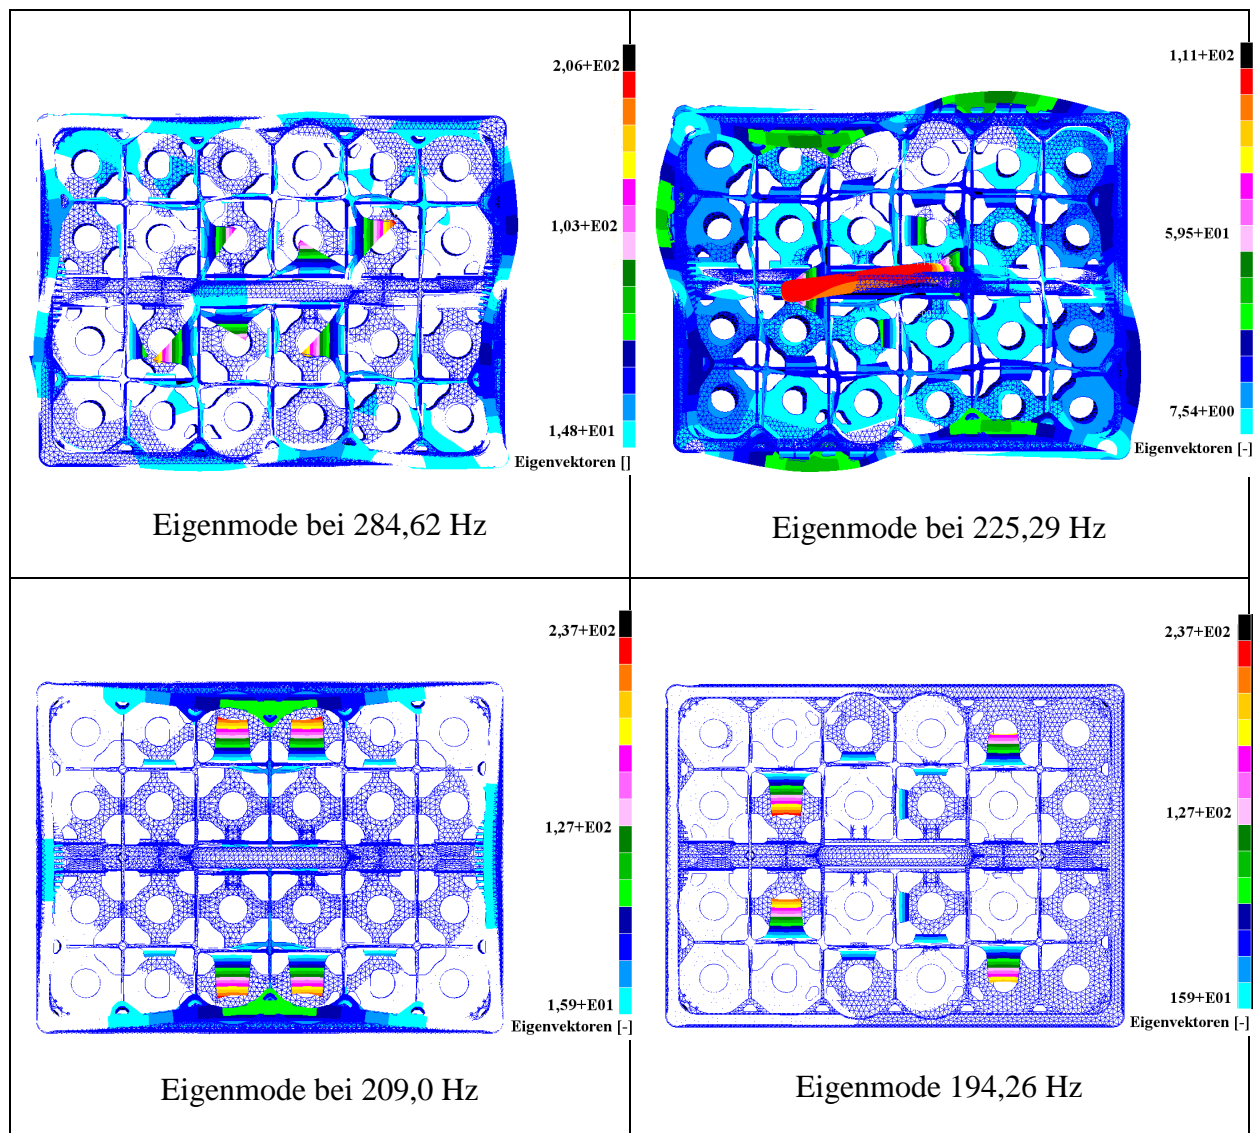 2,06+E02
1,03+E02
1,48+E01
Eigenvektoren []
Eigenmode bei 284,62 Hz
1,11+E02
5,95+E01
7,54+E00
Eigenvektoren [-]
Eigenmode bei 225,29 Hz
2,37+E02
1,27+E02
1,59+E01
Eigenvektoren [-]
Eigenmode bei 209,0 Hz
2,37+E02
1,27+E02
159+E01
Eigenvektoren [-]
Eigenmode 194,26 Hz